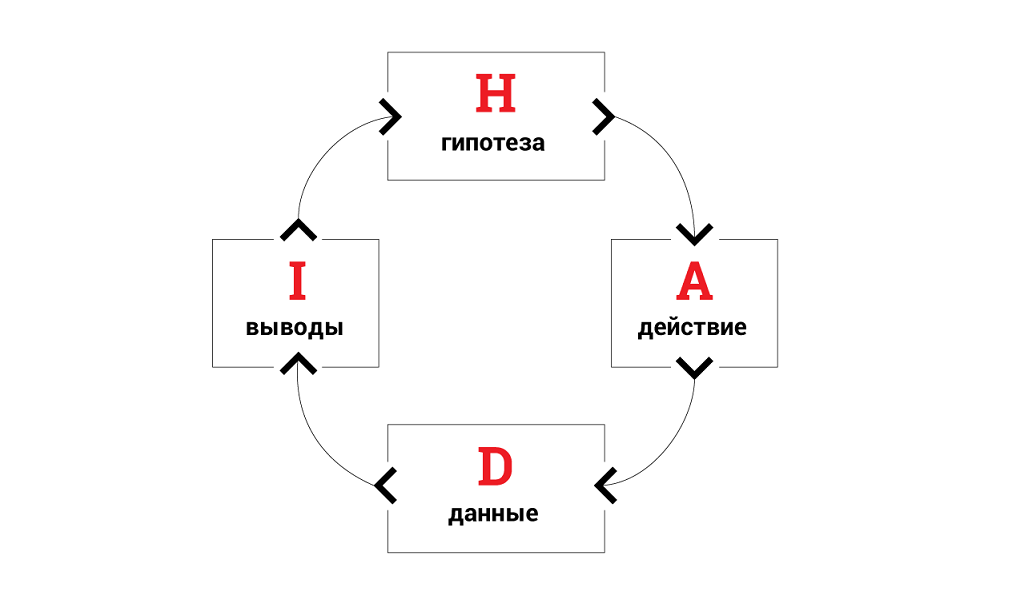 H
гипотеза
A
действие
D
данные
I
выводы